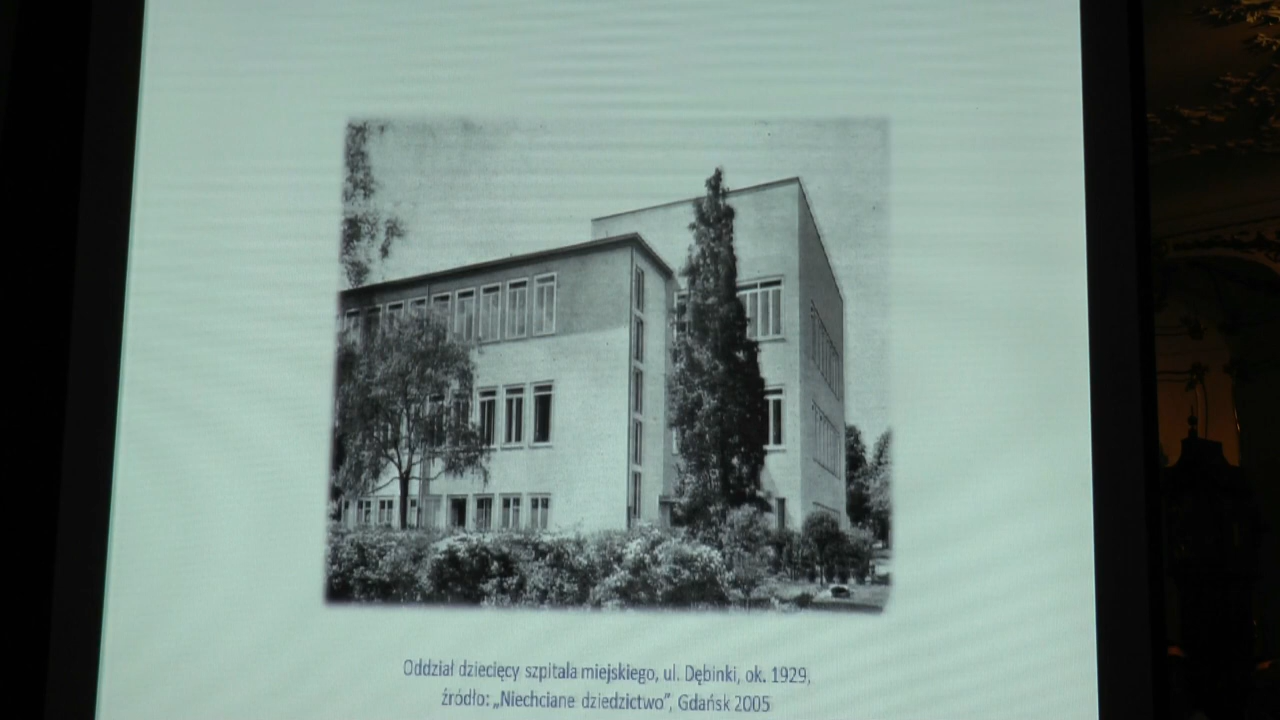 Oddział dziecięcy szpitala miejskiego, ul. Dębinki, ok. 1929,
źródło: „Niechciane dziedzictwo”, Gdańsk 2005